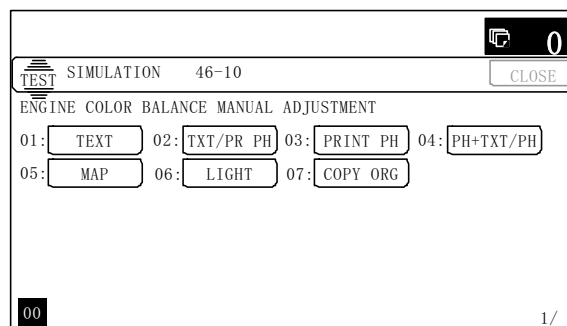 0
TEST SIMULATION 46-10 CLOSE
ENGINE COLOR BALANCE MANUAL ADJUSTMENT
01: TEXT 02: TXT/PR PH 03: PRINT PH 04: PH+TXT/PH
05: MAP 06: LIGHT 07: COPY ORG
00 1/